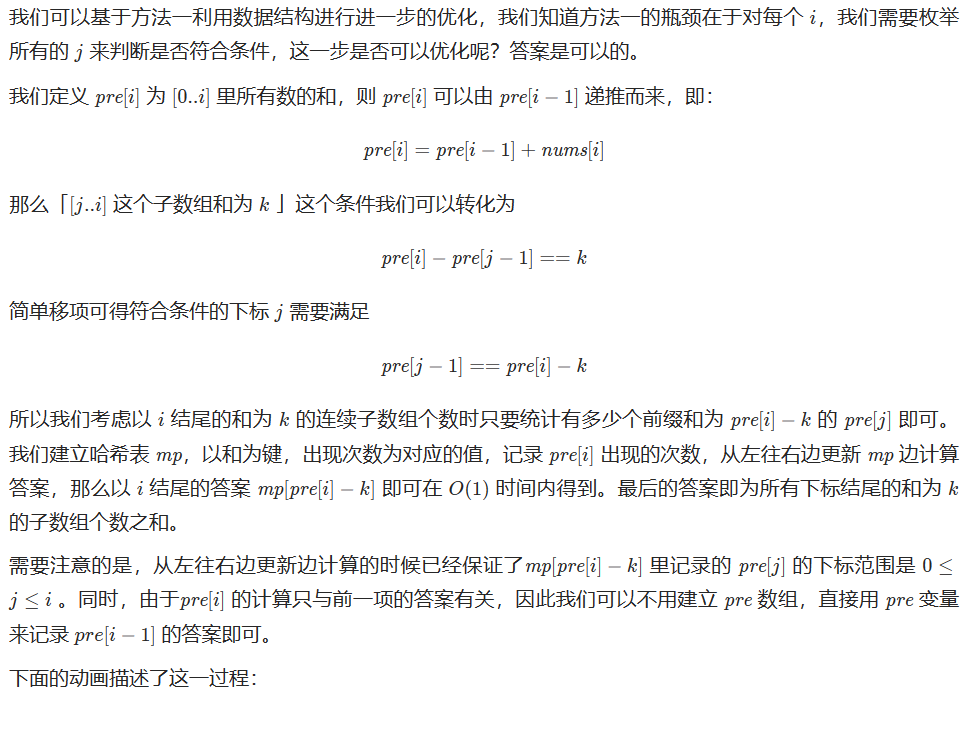 我们可以基于方法一利用数据结构进行进一步的优化，我们知道方法一的瓶颈在于对每个 i，我们需要枚举
所有的 j 来判断是否符合条件，这一步是否可以优化呢？答案是可以的。
我们定义 pre[i] 为 [0..i] 里所有数的和，则 pre[i] 可以由 pre[i − 1] 递推而来，即：
pre[i] = pre[i − 1] + nums[i]
那么「[j..i] 这个子数组和为 k 」这个条件我们可以转化为
pre[i] − pre[j − 1] == k
简单移项可得符合条件的下标 j 需要满足
pre[j − 1] == pre[i] − k
所以我们考虑以 i 结尾的和为 k 的连续子数组个数时只要统计有多少个前缀和为 pre[i] − k 的 pre[j] 即可。
我们建立哈希表 mp，以和为键，出现次数为对应的值，记录 pre[i] 出现的次数，从左往右边更新 mp 边计算
答案，那么以 i 结尾的答案 mp[pre[i] − k] 即可在 O(1) 时间内得到。最后的答案即为所有下标结尾的和为 k
的子数组个数之和。
需要注意的是，从左往右边更新边计算的时候已经保证了mp[pre[i] − k] 里记录的 pre[j] 的下标范围是 0 ≤
j ≤ i 。同时，由于pre[i] 的计算只与前一项的答案有关，因此我们可以不用建立 pre 数组，直接用 pre 变量
来记录 pre[i − 1] 的答案即可。
下面的动画描述了这一过程：